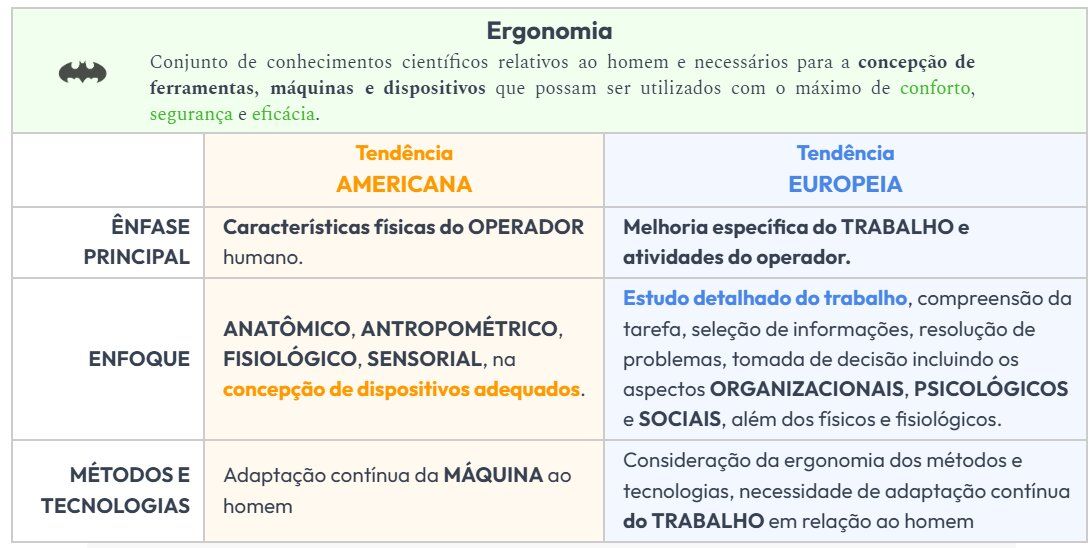 Ergonomia
Conjunto de conhecimentos científicos relativos ao homem e necessários para a concepção de
ferramentas, máquinas e dispositivos que possam ser utilizados com o máximo de conforto,
segurança e eficácia.
Tendência
AMERICANA
Tendência
EUROPEIA
ÊNFASE
PRINCIPAL
Características físicas do OPERADOR
humano.
Melhoria específica do TRABALHO e
atividades do operador.
ENFOQUE
ANATÔMICO, ANTROPOMÉTRICO,
FISIOLÓGICO, SENSORIAL, na
concepção de dispositivos adequados.
Estudo detalhado do trabalho, compreensão da
tarefa, seleção de informações, resolução de
problemas, tomada de decisão incluindo os
aspectos ORGANIZACIONAIS, PSICOLÓGICOS
e SOCIAIS, além dos físicos e fisiológicos.
MÉTODOS E
TECNOLOGIAS
Adaptação contínua da MÁQUINA ao
homem
Consideração da ergonomia dos métodos e
tecnologias, necessidade de adaptação contínua
do TRABALHO em relação ao homem